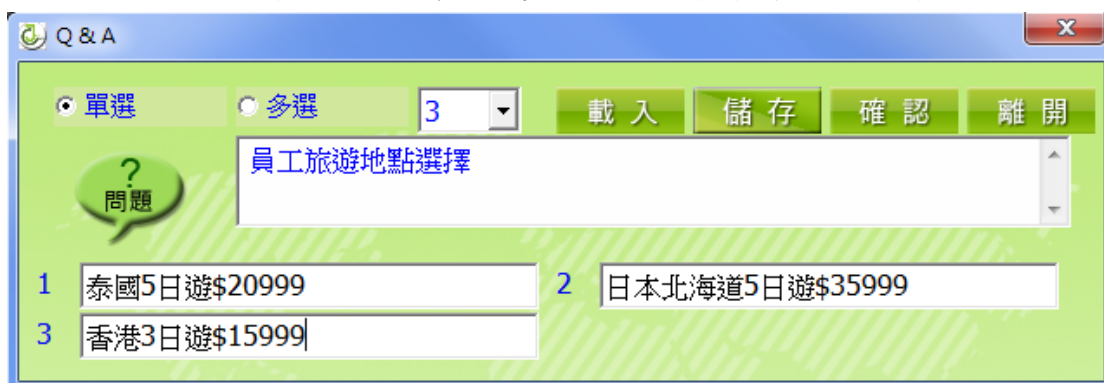 Q & A
單選 多選 3 載入 儲存 確認 離開
? 問題
員工旅遊地點選擇
1 泰國5日遊$20999 2 日本北海道5日遊$35999
3 香港3日遊$15999